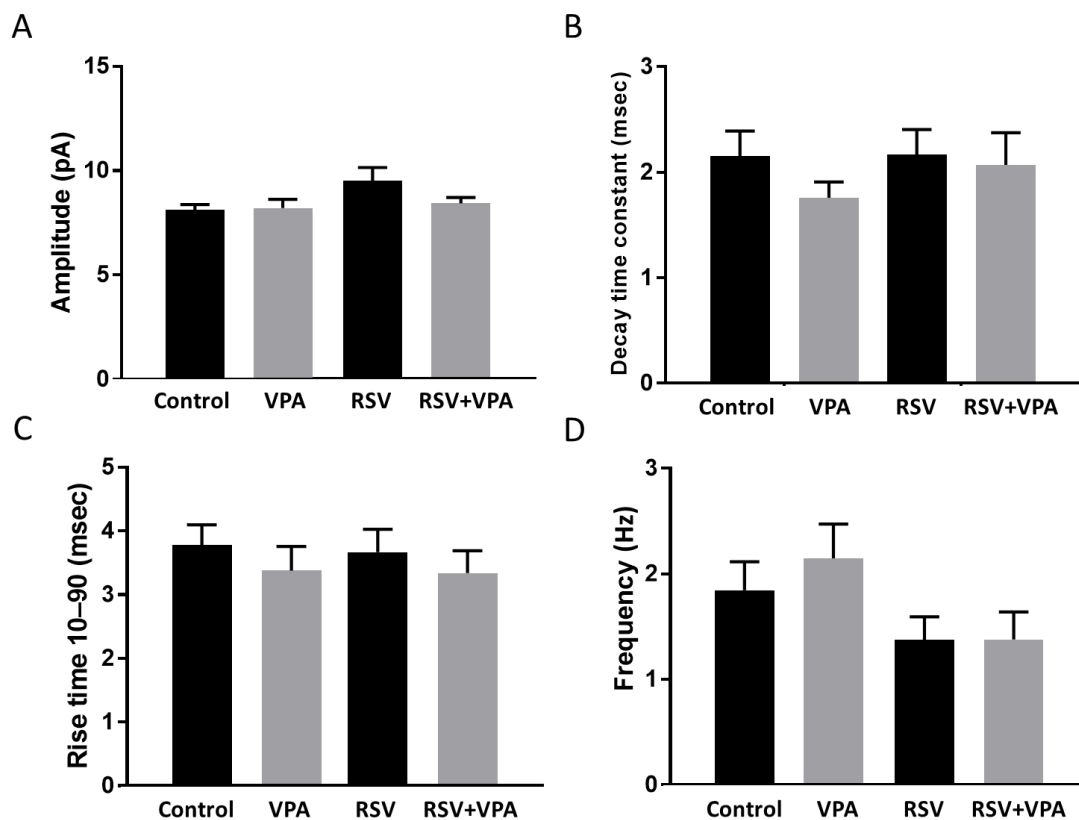 A
Amplitude (pA)
15
10
5
0
Control VPA RSV RSV+VPA
B
Decay time constant (msec)
3
2
1
0
Control VPA RSV RSV+VPA
C
Rise time 10–90 (msec)
5
4
3
2
1
0
Control VPA RSV RSV+VPA
D
Frequency (Hz)
3
2
1
0
Control VPA RSV RSV+VPA